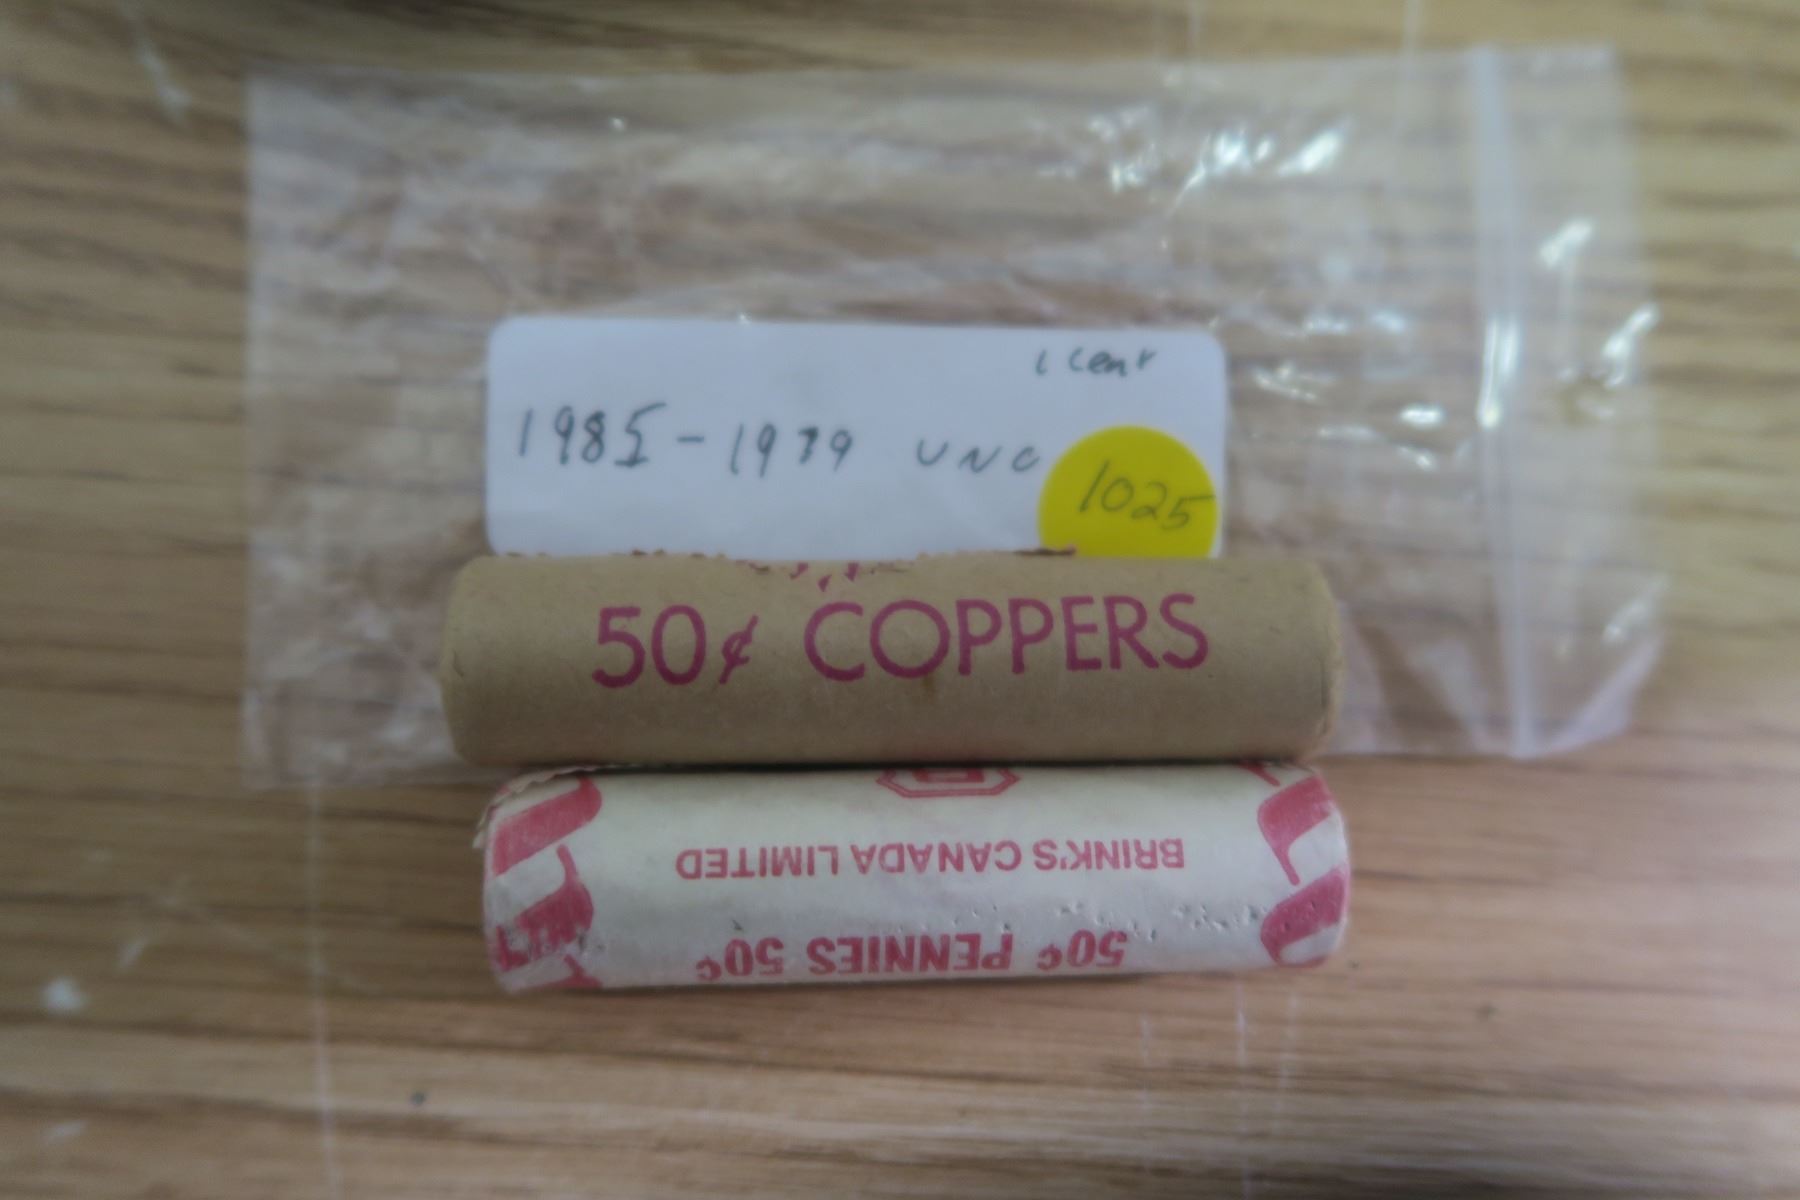 1 cent
1985 - 1979 UNC
1025
50¢ COPPERS
BRINK'S CANADA LIMITED
50¢ PENNIES 50¢